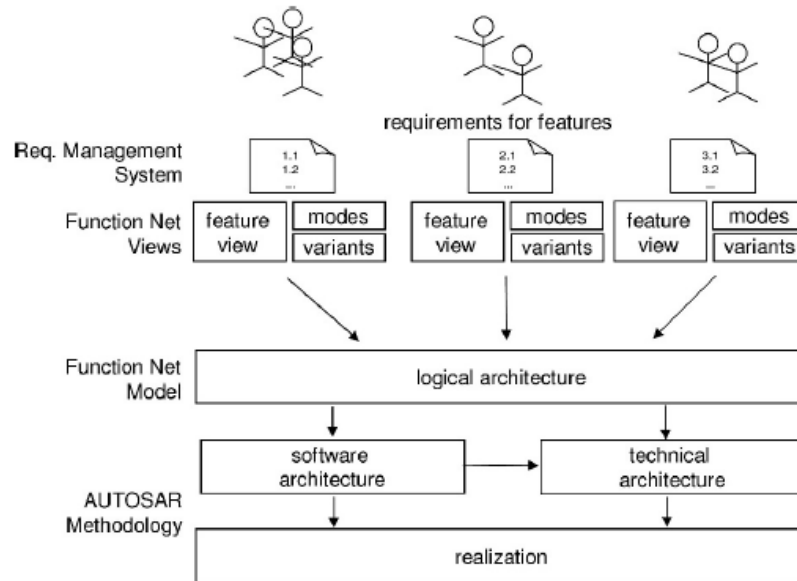 requirements for features
Req. Management
System
1.1
1.2
...
2.1
2.2
...
3.1
3.2
...
Function Net
Views
feature
view
modes
variants
feature
view
modes
variants
feature
view
modes
variants
Function Net
Model
logical architecture
software
architecture
technical
architecture
AUTOSAR
Methodology
realization